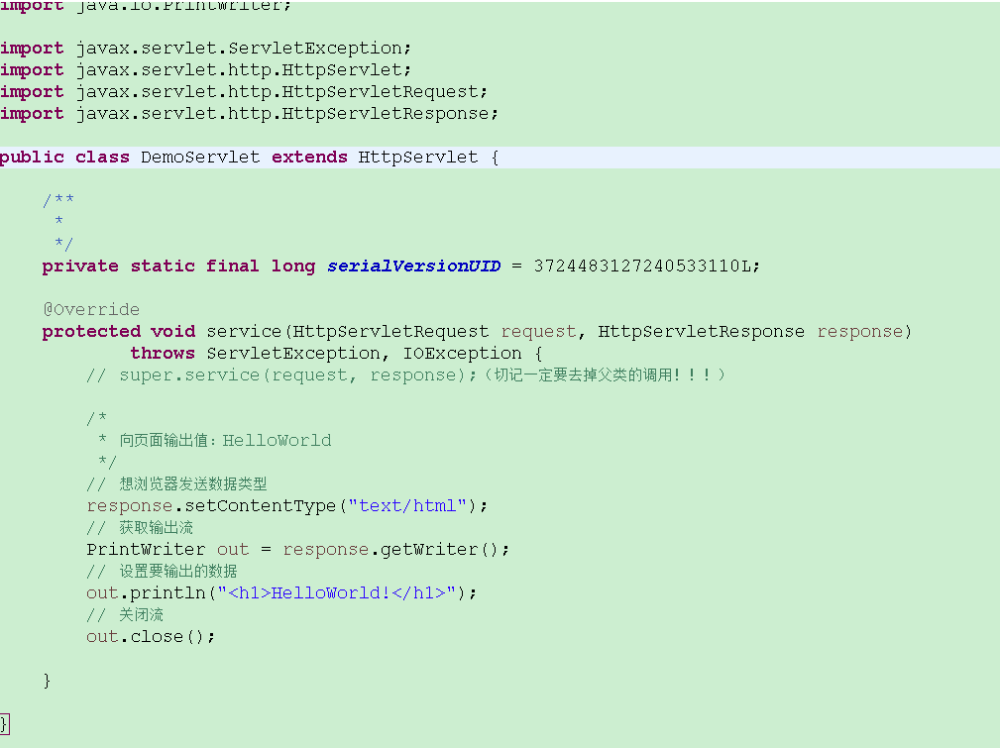 import java.io.PrintWriter;
import javax.servlet.ServletException;
import javax.servlet.http.HttpServlet;
import javax.servlet.http.HttpServletRequest;
import javax.servlet.http.HttpServletResponse;
public class DemoServlet extends HttpServlet {
/**
*
*/
private static final long serialVersionUID = 3724483127240533110L;
@Override
protected void service(HttpServletRequest request, HttpServletResponse response)
throws ServletException, IOException {
// super.service(request, response);（切记一定要去掉父类的调用！！！）
/*
* 向页面输出值：HelloWorld
*/
// 想浏览器发送数据类型
response.setContentType("text/html");
// 获取输出流
PrintWriter out = response.getWriter();
// 设置要输出的数据
out.println("<h1>HelloWorld!</h1>");
// 关闭流
out.close();
}
}